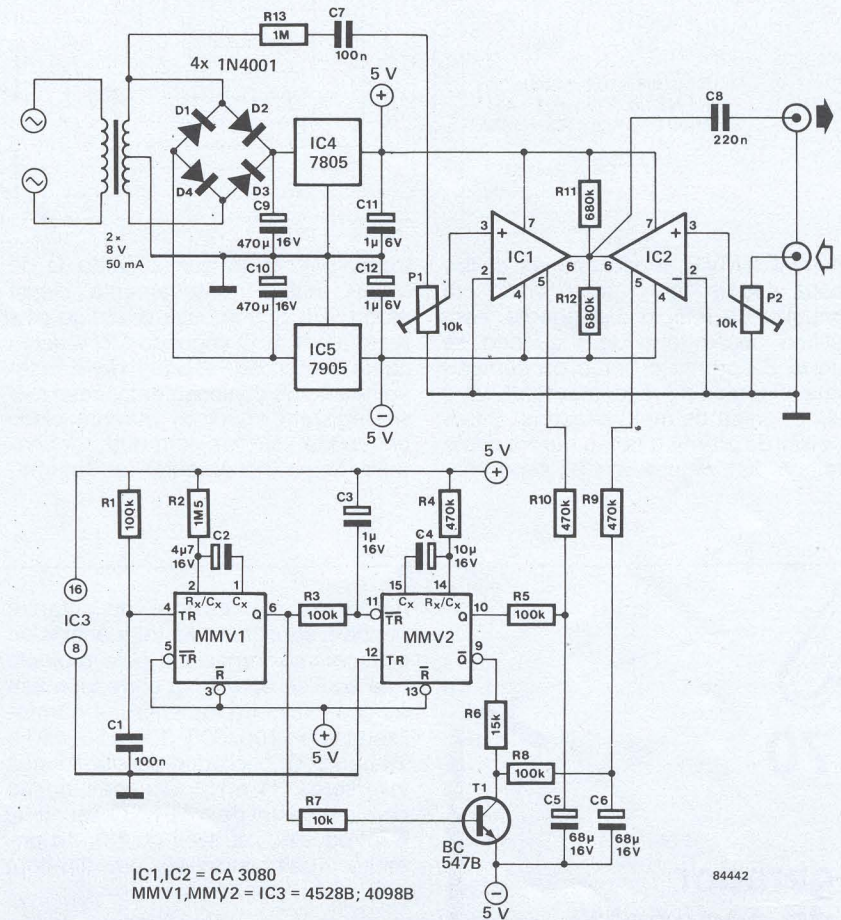 R13
1M
C7
100n
4x 1N4001
5 V
+
D1
D2
D4
D3
IC4
7805
C8
220n
C9
470µ
16V
C11
1µ
6V
2×
8 V
50 mA
C10
470µ
16V
C12
1µ
6V
IC5
7905
5 V
−
P1
10k
3
+
2
−
7
IC1
6
5
4
R11
680k
R12
680k
7
6
IC2
5
4
+
3
−
2
P2
10k
5 V
+
R1
100k
R2
1M5
C2
4µ7
16V
C3
1µ
16V
R4
470k
C4
10µ
16V
R10
470k
R9
470k
16
IC3
8
2
1
Rx/Cx
Cx
4
TR
Q
6
MMV1
5
TR
R
3
R3
100k
15
14
Cx
Rx/Cx
11
TR
Q
10
MMV2
12
TR
Q
9
R
13
R5
100k
+
5 V
C1
100n
R6
15k
R8
100k
R7
10k
T1
BC
547B
C5
68µ
16V
C6
68µ
16V
−
5 V
IC1,IC2 = CA 3080
MMV1,MMV2 = IC3 = 4528B; 4098B
84442